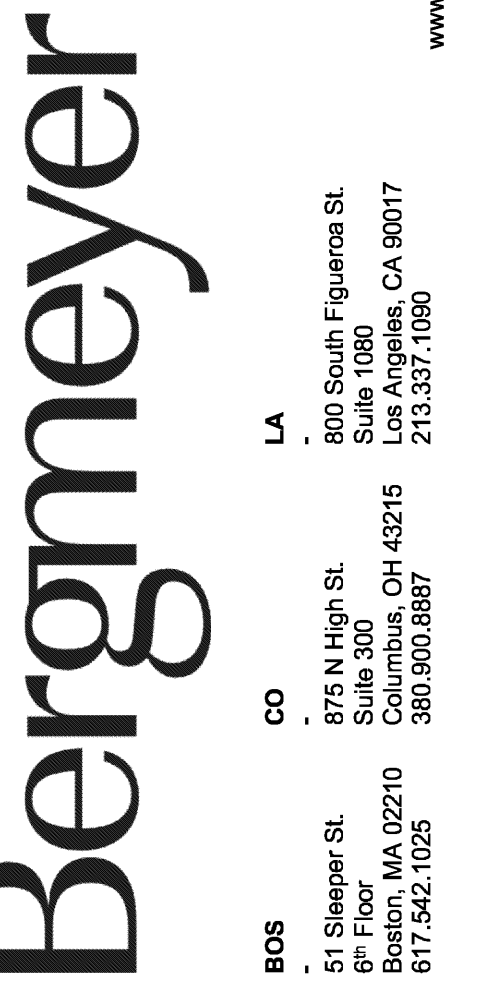 Bergmeyer
BOS
-
51 Sleeper St.
6th Floor
Boston, MA 02210
617.542.1025
CO
-
875 N High St.
Suite 300
Columbus, OH 43215
380.900.8887
LA
-
800 South Figueroa St.
Suite 1080
Los Angeles, CA 90017
213.337.1090
www